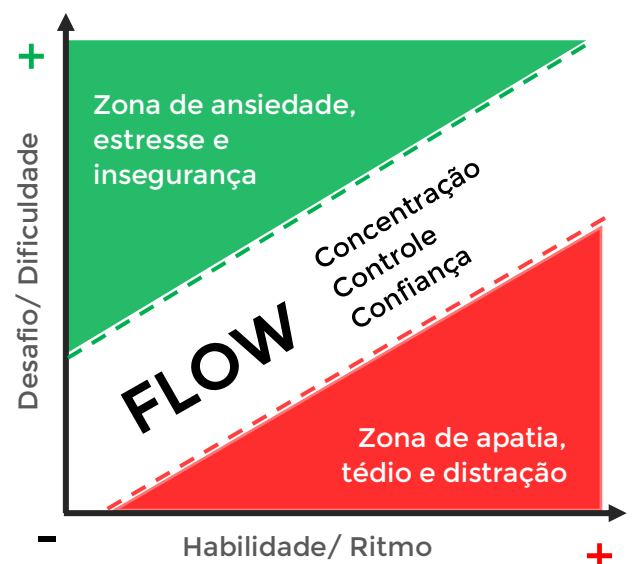 +
Zona de ansiedade,
estresse e
insegurança
Desafio/ Dificuldade
Concentração
Controle
Confiança
FLOW
Zona de apatia,
tédio e distração
-
Habilidade/ Ritmo
+